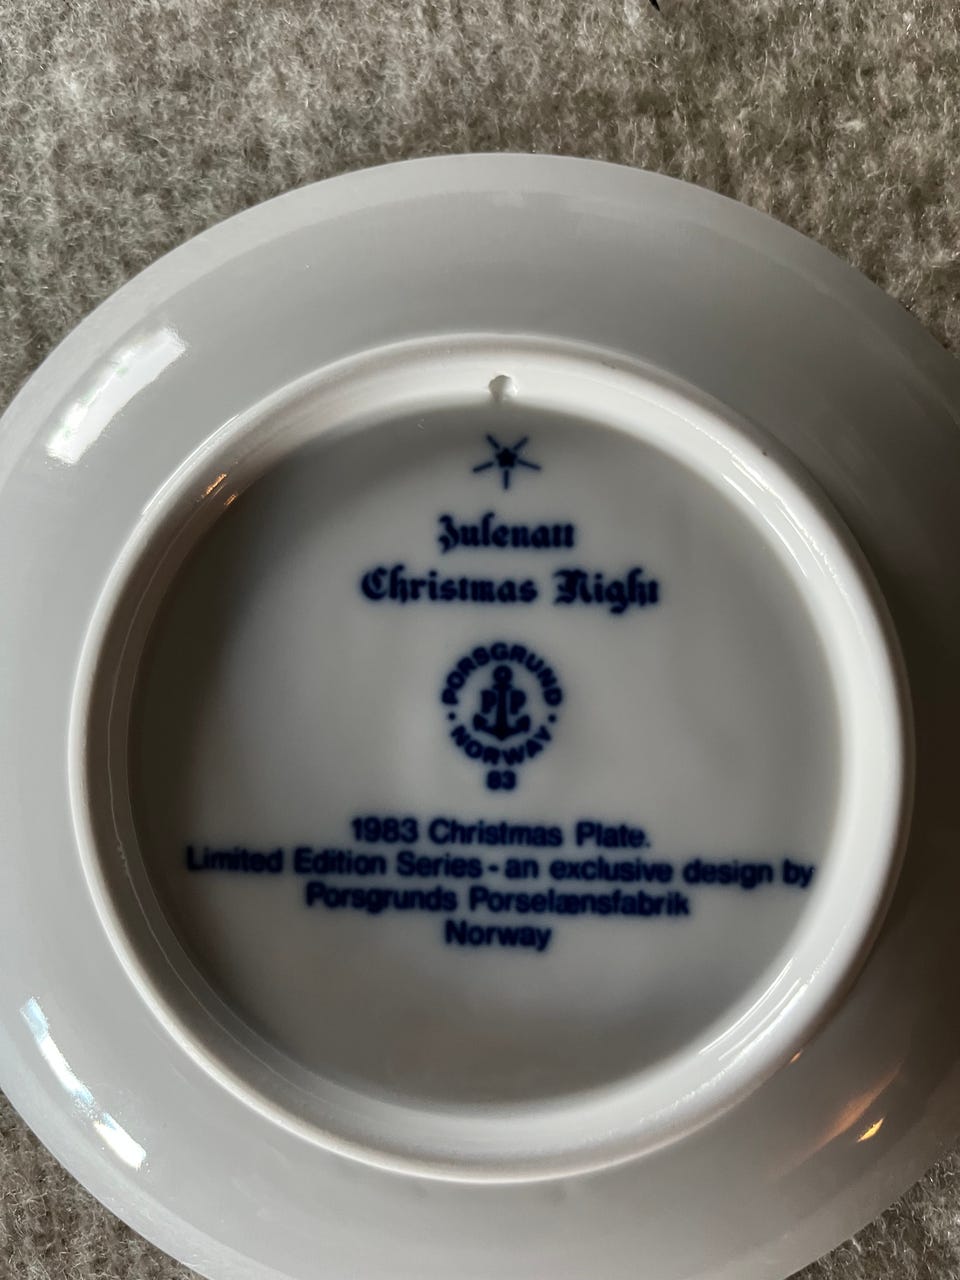 Julenatt
Christmas Night
PORSGRUND
PP
NORWAY
83
1983 Christmas Plate.
Limited Edition Series - an exclusive design by
Porsgrunds Porselænsfabrik
Norway